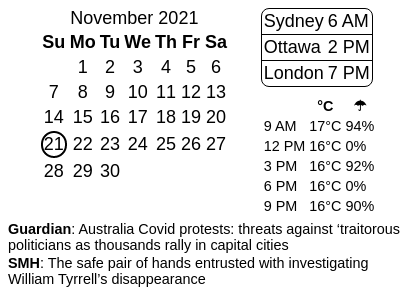 November 2021
Su Mo Tu We Th Fr Sa
1 2 3 4 5 6
7 8 9 10 11 12 13
14 15 16 17 18 19 20
21 22 23 24 25 26 27
28 29 30
Sydney 6 AM
Ottawa 2 PM
London 7 PM
°C ☂
9 AM 17°C 94%
12 PM 16°C 0%
3 PM 16°C 92%
6 PM 16°C 0%
9 PM 16°C 90%
Guardian: Australia Covid protests: threats against ‘traitorous
politicians as thousands rally in capital cities
SMH: The safe pair of hands entrusted with investigating
William Tyrrell’s disappearance